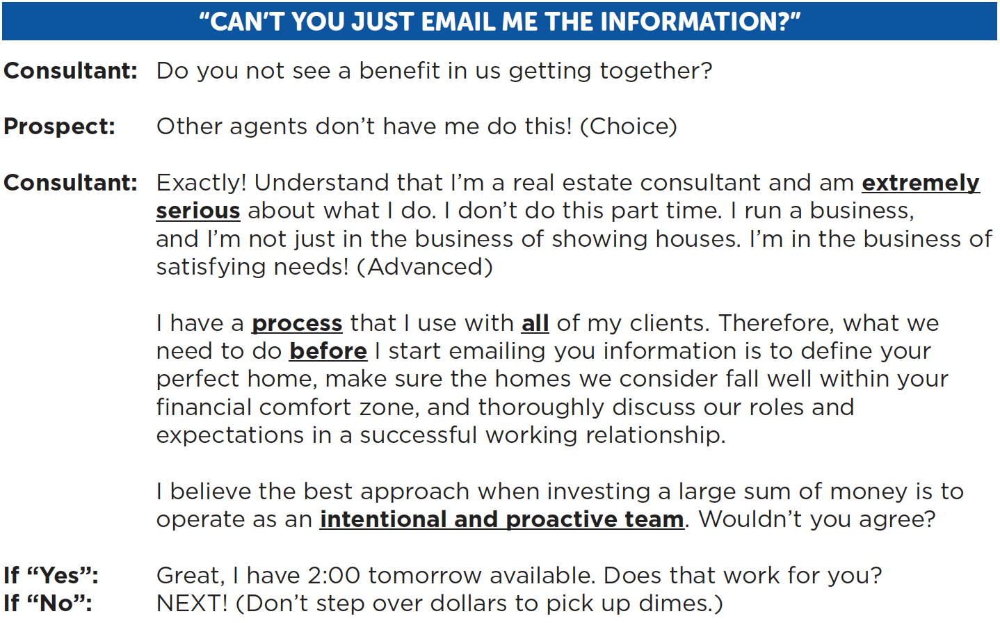 “CAN’T YOU JUST EMAIL ME THE INFORMATION?”
Consultant: Do you not see a benefit in us getting together?
Prospect: Other agents don’t have me do this! (Choice)
Consultant: Exactly! Understand that I’m a real estate consultant and am extremely
serious about what I do. I don’t do this part time. I run a business,
and I’m not just in the business of showing houses. I’m in the business of
satisfying needs! (Advanced)
I have a process that I use with all of my clients. Therefore, what we
need to do before I start emailing you information is to define your
perfect home, make sure the homes we consider fall well within your
financial comfort zone, and thoroughly discuss our roles and
expectations in a successful working relationship.
I believe the best approach when investing a large sum of money is to
operate as an intentional and proactive team. Wouldn’t you agree?
If “Yes”: Great, I have 2:00 tomorrow available. Does that work for you?
If “No”: NEXT! (Don’t step over dollars to pick up dimes.)